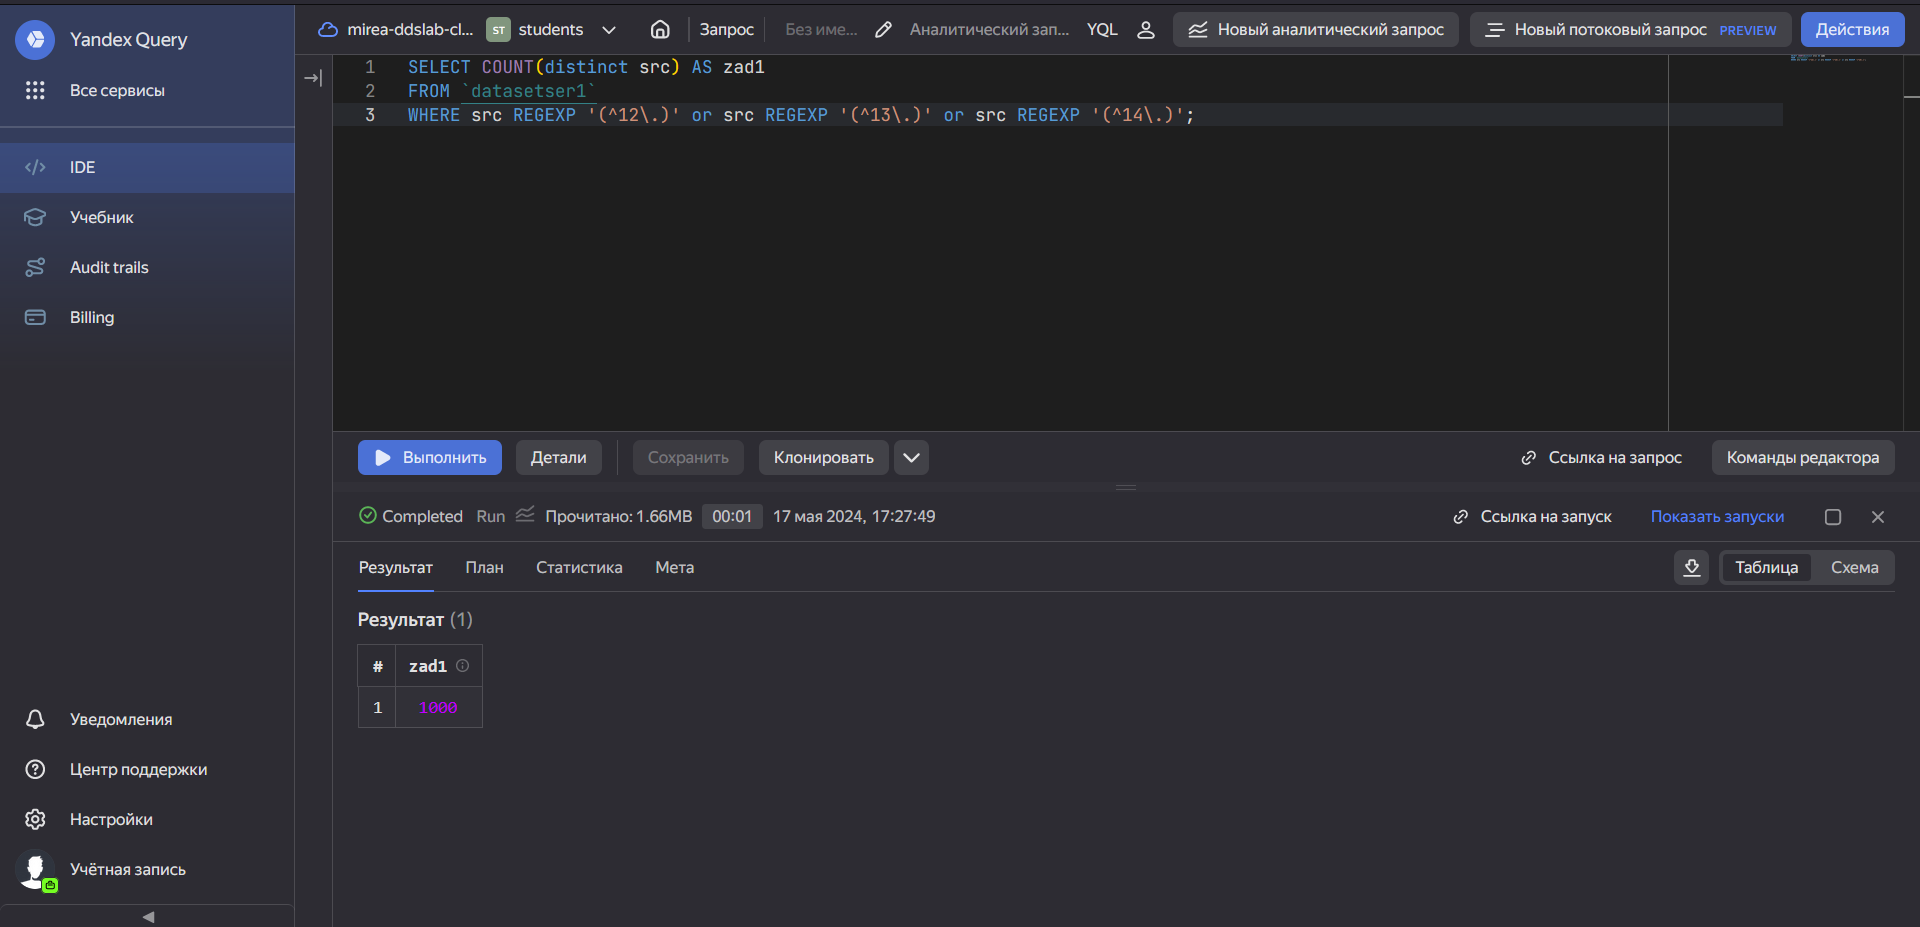 Yandex Query
Все сервисы
IDE
Учебник
Audit trails
Billing
Уведомления
Центр поддержки
Настройки
Учётная запись
mirea-ddslab-cl... ST students Запрос Без име... Аналитический зап... YQL Новый аналитический запрос Новый потоковый запрос PREVIEW Действия
1 SELECT COUNT(distinct src) AS zad1
2 FROM `datasetser1`
3 WHERE src REGEXP '(^12\.)' or src REGEXP '(^13\.)' or src REGEXP '(^14\.)';
Выполнить Детали Сохранить Клонировать Ссылка на запрос Команды редактора
Completed Run Прочитано: 1.66MB 00:01 17 мая 2024, 17:27:49 Ссылка на запуск Показать запуски
Результат План Статистика Мета Таблица Схема
Результат (1)
# zad1
1 1000